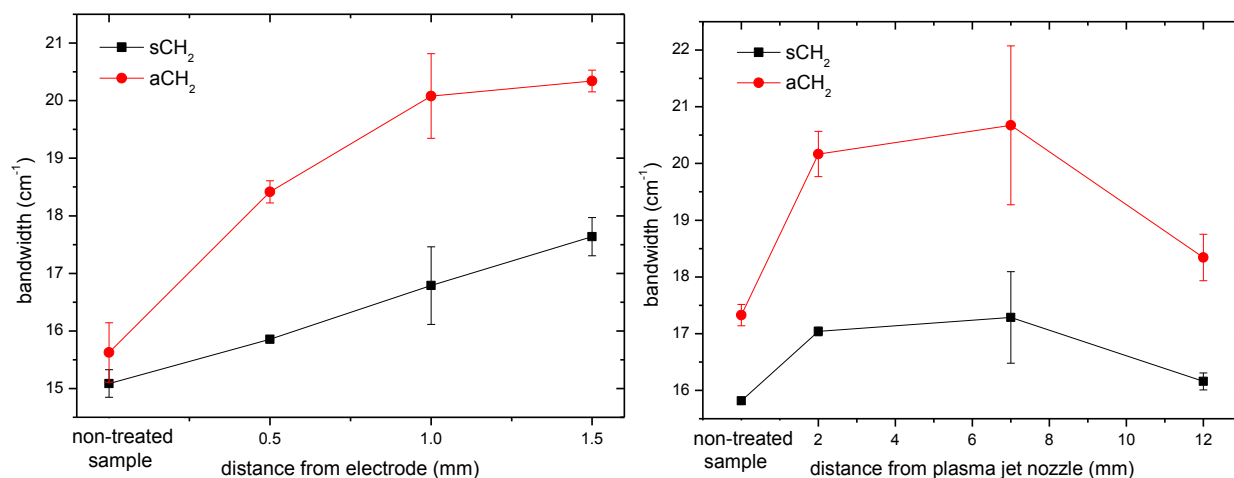 sCH₂
aCH₂
21
20
19
18
17
16
15
bandwidth (cm⁻¹)
non-treated
sample
0.5
1.0
1.5
distance from electrode (mm)
sCH₂
aCH₂
22
21
20
19
18
17
16
bandwidth (cm⁻¹)
non-treated
sample
2
4
6
8
10
12
distance from plasma jet nozzle (mm)